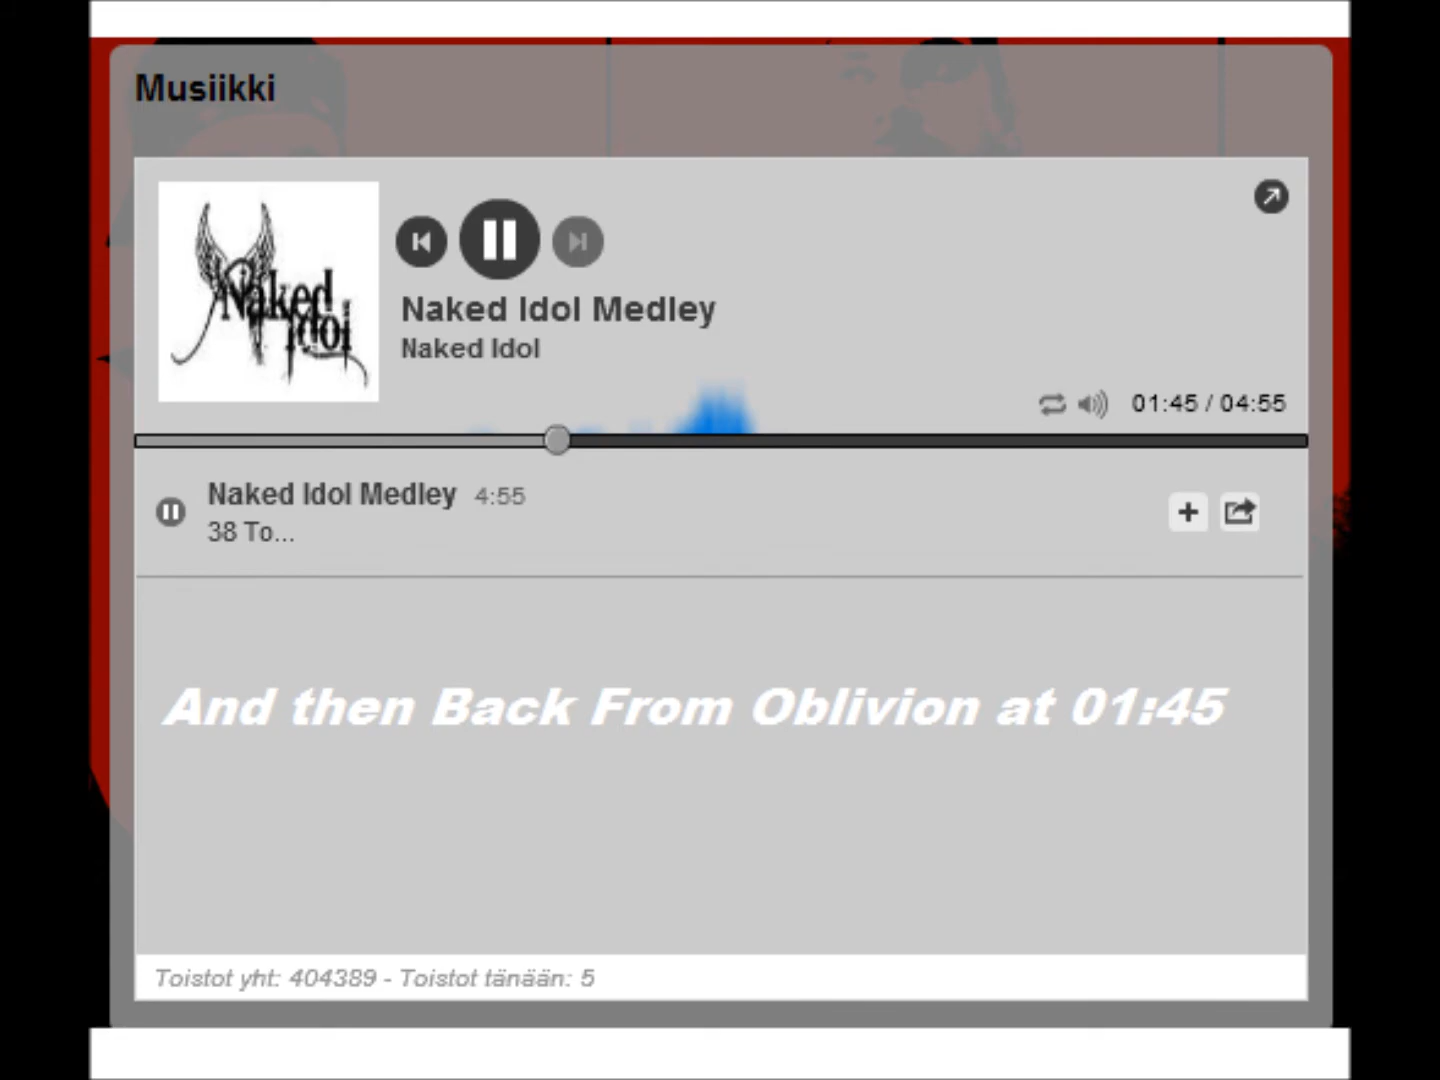 Musiikki
Naked Idol
Naked Idol Medley
Naked Idol
01:45 / 04:55
Naked Idol Medley 4:55
38 To...
And then Back From Oblivion at 01:45
Toistot yht: 404389 - Toistot tänään: 5